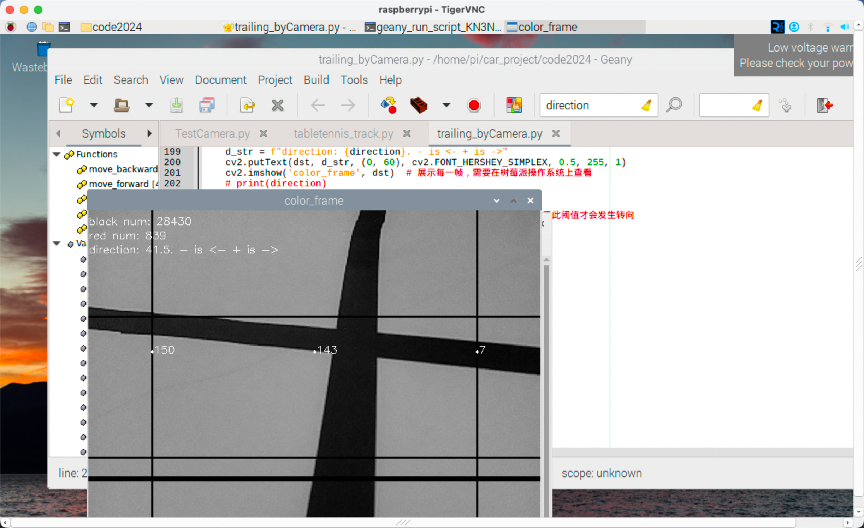 raspberrypi - TigerVNC
code2024
trailing_byCamera.py - ...
geany_run_script_KN3N...
color_frame
trailing_byCamera.py - /home/pi/car_project/code2024 - Geany
Low voltage warn
Please check your pow
Wasteb
File Edit Search View Document Project Build Tools Help
direction
Symbols
TestCamera.py
tabletennis_track.py
trailing_byCamera.py
Functions
move_backward
move_forward [4
Va
199 d_str = f"direction: {direction}. - is <- + is ->"
200 cv2.putText(dst, d_str, (0, 60), cv2.FONT_HERSHEY_SIMPLEX, 0.5, 255, 1)
201 cv2.imshow('color_frame', dst) # 展示每一帧，需要在树莓派操作系统上查看
202 # print(direction)
color_frame
此阈值才会发生转向
black num: 28430
red num: 839
direction: 41.5. - is <- + is ->
150
143
7
line: 2
scope: unknown